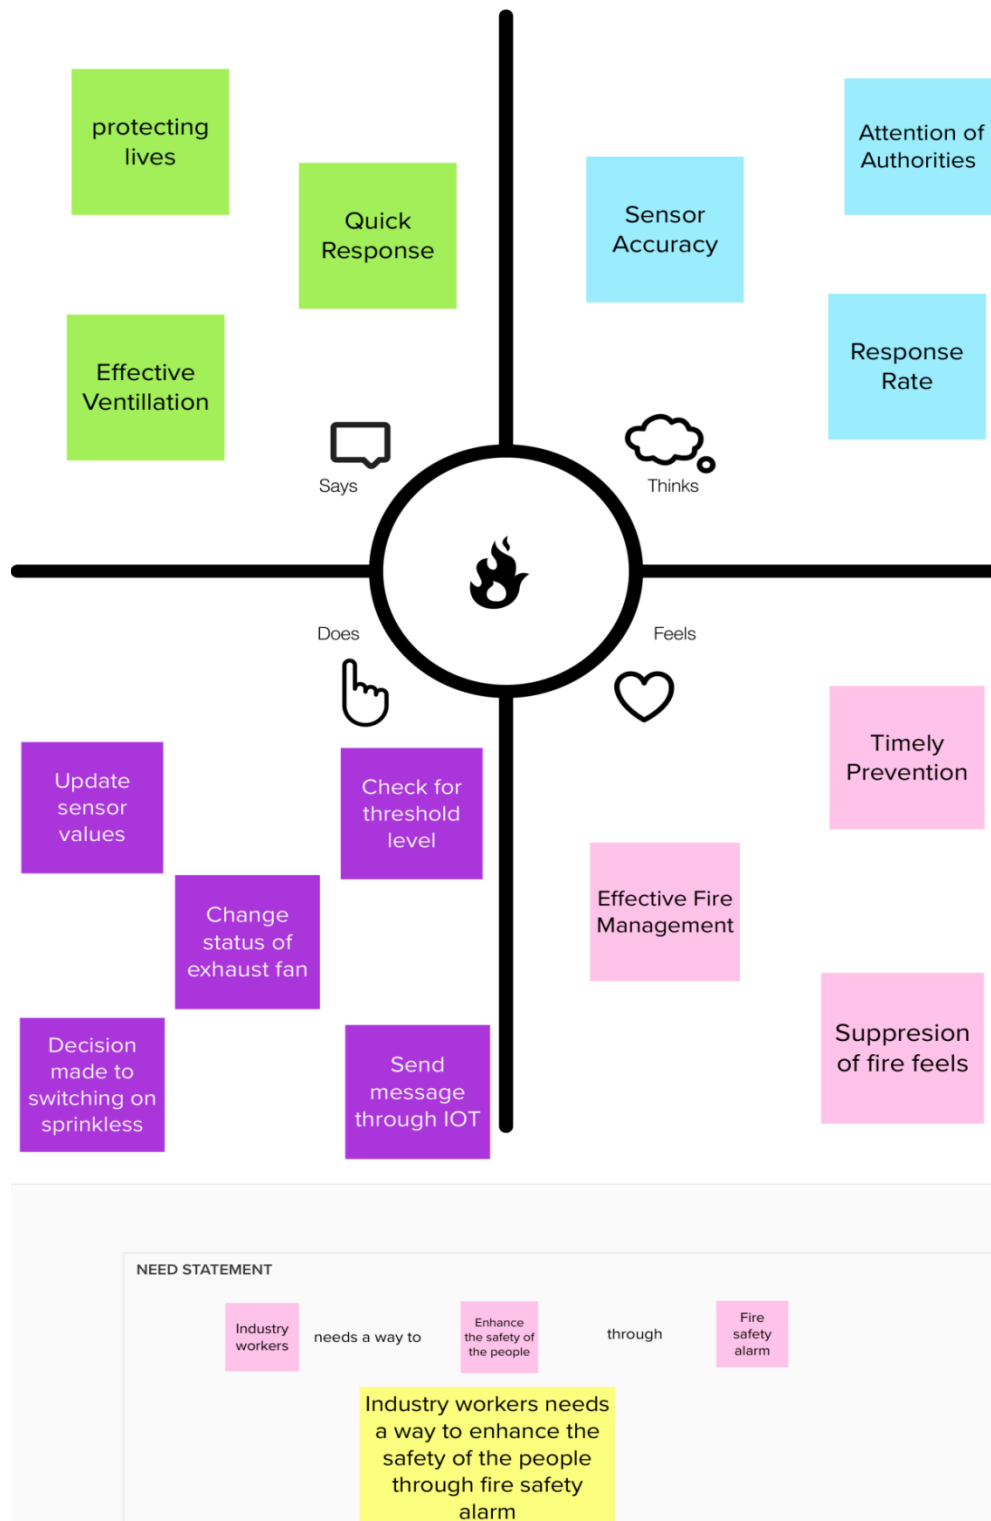 protecting
lives
Quick
Response
Effective
Ventillation
Says
Sensor
Accuracy
Attention of
Authorities
Response
Rate
Thinks
Does
Update
sensor
values
Check for
threshold
level
Change
status of
exhaust fan
Decision
made to
switching on
sprinkless
Send
message
through IOT
Feels
Timely
Prevention
Effective Fire
Management
Suppresion
of fire feels
NEED STATEMENT
Industry
workers
needs a way to
Enhance
the safety of
the people
through
Fire
safety
alarm
Industry workers needs
a way to enhance the
safety of the people
through fire safety
alarm